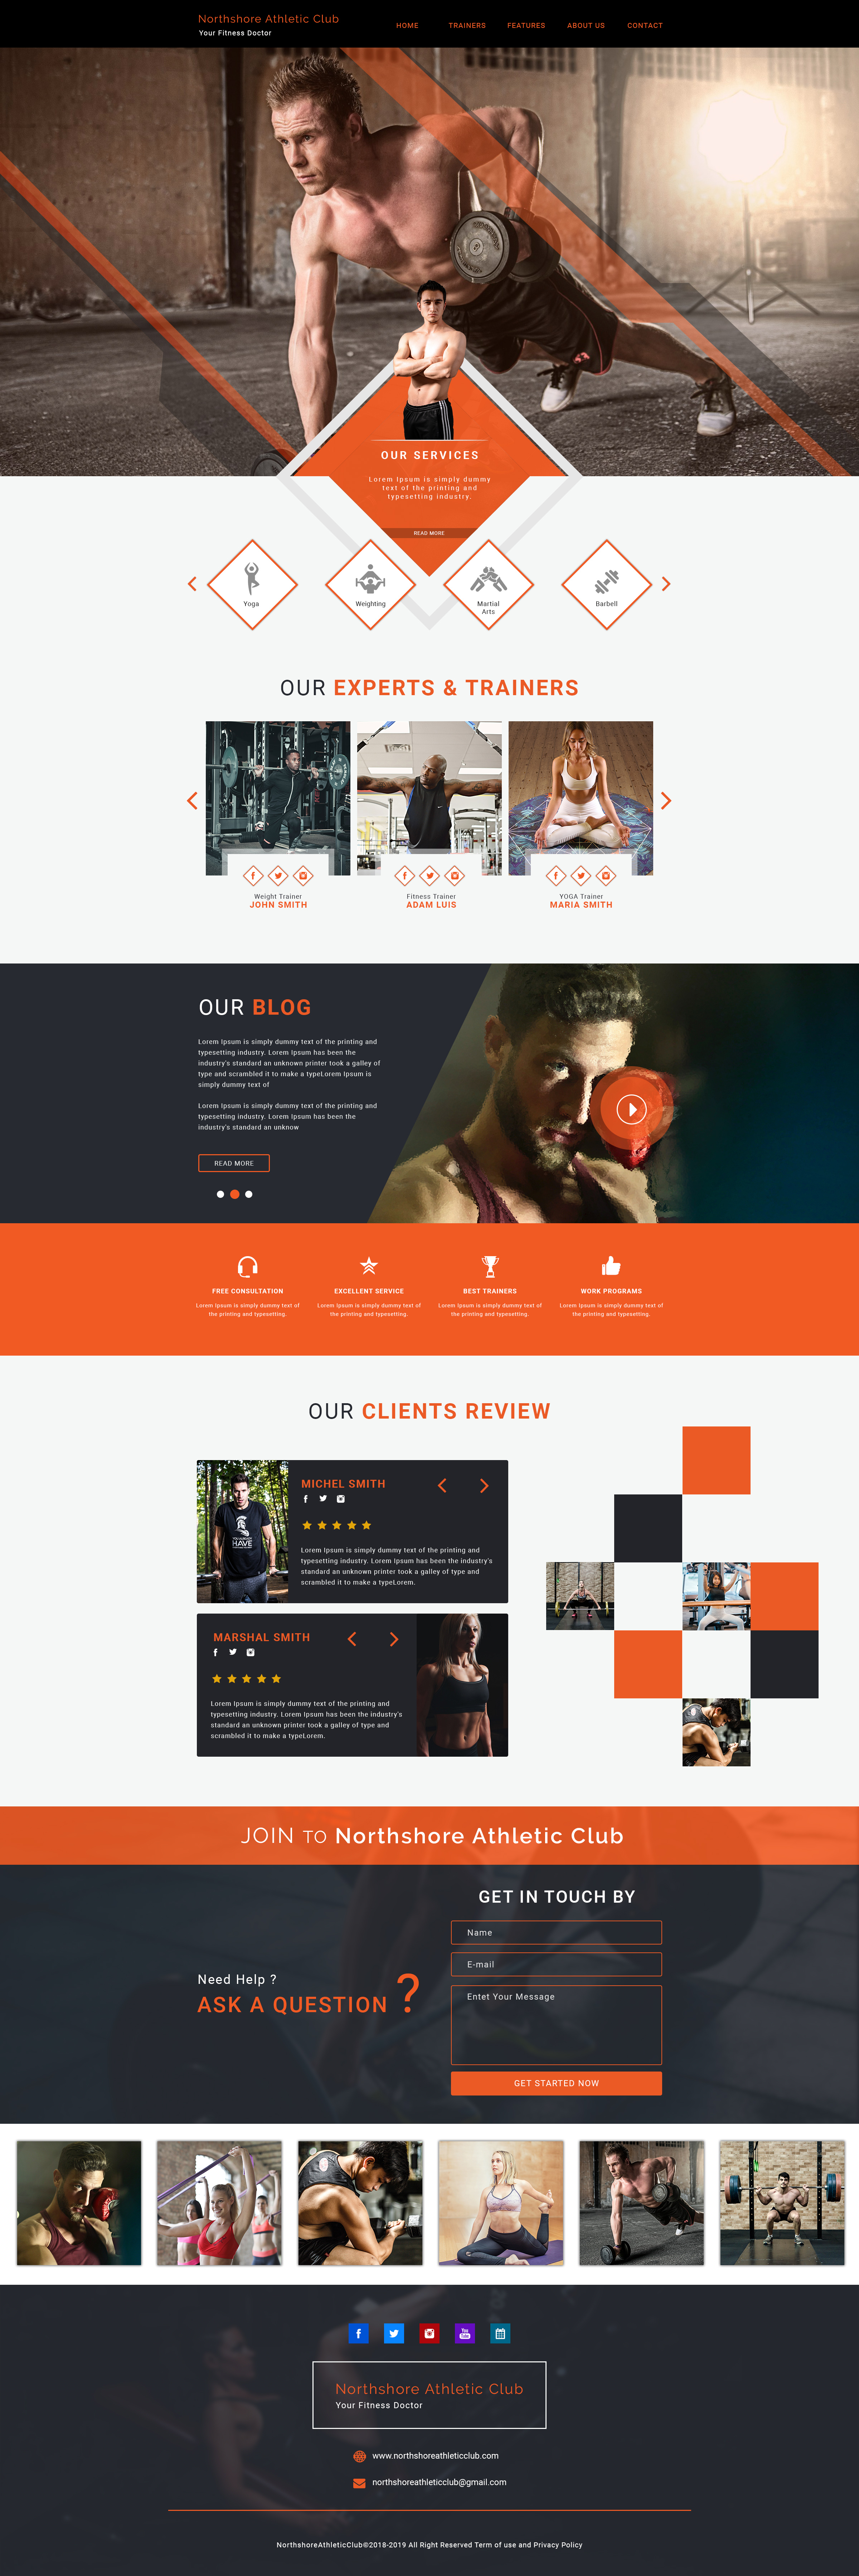 Northshore Athletic Club
Your Fitness Doctor
HOME TRAINERS FEATURES ABOUT US CONTACT
OUR SERVICES
Lorem Ipsum is simply dummy
text of the printing and
typesetting industry.
READ MORE
Yoga
Weighting
Martial
Arts
Barbell
OUR EXPERTS & TRAINERS
Weight Trainer
JOHN SMITH
Fitness Trainer
ADAM LUIS
YOGA Trainer
MARIA SMITH
OUR BLOG
Lorem Ipsum is simply dummy text of the printing and
typesetting industry. Lorem Ipsum has been the
industry's standard an unknown printer took a galley of
type and scrambled it to make a typeLorem Ipsum is
simply dummy text of
Lorem Ipsum is simply dummy text of the printing and
typesetting industry. Lorem Ipsum has been the
industry's standard an unknow
READ MORE
FREE CONSULTATION
Lorem Ipsum is simply dummy text of
the printing and typesetting.
EXCELLENT SERVICE
Lorem Ipsum is simply dummy text of
the printing and typesetting.
BEST TRAINERS
Lorem Ipsum is simply dummy text of
the printing and typesetting.
WORK PROGRAMS
Lorem Ipsum is simply dummy text of
the printing and typesetting.
OUR CLIENTS REVIEW
HAVE
MICHEL SMITH
Lorem Ipsum is simply dummy text of the printing and
typesetting industry. Lorem Ipsum has been the industry's
standard an unknown printer took a galley of type and
scrambled it to make a typeLorem.
MARSHAL SMITH
Lorem Ipsum is simply dummy text of the printing and
typesetting industry. Lorem Ipsum has been the industry's
standard an unknown printer took a galley of type and
scrambled it to make a typeLorem.
JOIN TO Northshore Athletic Club
Need Help ?
ASK A QUESTION ?
GET IN TOUCH BY
Name
E-mail
Entet Your Message
GET STARTED NOW
You
Tube
Northshore Athletic Club
Your Fitness Doctor
www.northshoreathleticclub.com
northshoreathleticclub@gmail.com
NorthshoreAthleticClub©2018-2019 All Right Reserved Term of use and Privacy Policy